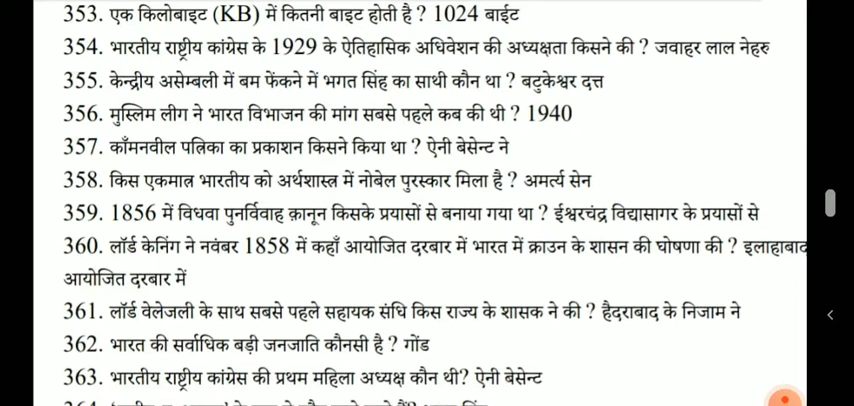 353. एक किलोबाइट (KB) में कितनी बाइट होती है ? 1024 बाईट
354. भारतीय राष्ट्रीय कांग्रेस के 1929 के ऐतिहासिक अधिवेशन की अध्यक्षता किसने की ? जवाहर लाल नेहरु
355. केन्द्रीय असेम्बली में बम फेंकने में भगत सिंह का साथी कौन था ? बटुकेश्वर दत्त
356. मुस्लिम लीग ने भारत विभाजन की मांग सबसे पहले कब की थी ? 1940
357. कॉमनवील पत्रिका का प्रकाशन किसने किया था ? ऐनी बेसेन्ट ने
358. किस एकमात्र भारतीय को अर्थशास्त्र में नोबेल पुरस्कार मिला है ? अमर्त्य सेन
359. 1856 में विधवा पुनर्विवाह क़ानून किसके प्रयासों से बनाया गया था ? ईश्वरचंद्र विद्यासागर के प्रयासों से
360. लॉर्ड केनिंग ने नवंबर 1858 में कहाँ आयोजित दरबार में भारत में क्राउन के शासन की घोषणा की ? इलाहाबाद
आयोजित दरबार में
361. लॉर्ड वेलेजली के साथ सबसे पहले सहायक संधि किस राज्य के शासक ने की ? हैदराबाद के निजाम ने
362. भारत की सर्वाधिक बड़ी जनजाति कौनसी है ? गोंड
363. भारतीय राष्ट्रीय कांग्रेस की प्रथम महिला अध्यक्ष कौन थी? ऐनी बेसेन्ट